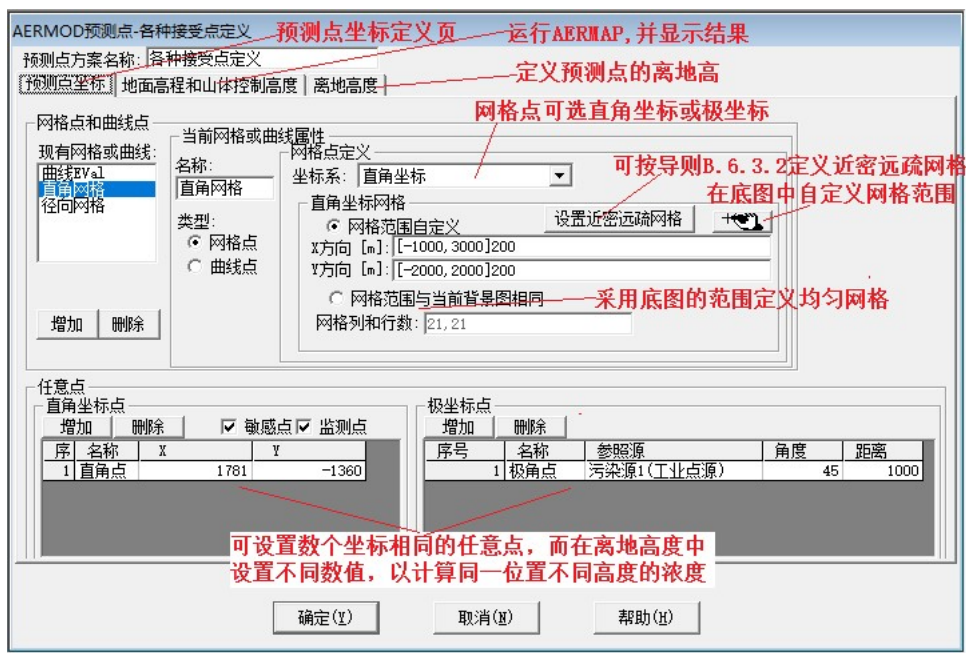 AERMOD预测点-各种接受点定义
预测点坐标定义页
运行AERMAP,并显示结果
预测点方案名称: 各种接受点定义
定义预测点的离地高
预测点坐标 地面高程和山体控制高度 离地高度
网格点可选直角坐标或极坐标
网格点和曲线点
当前网格或曲线属性
现有网格或曲线:
曲线EVal
直角网格
径向网格
名称:
直角网格
类型:
网格点
曲线点
增加 删除
网格点定义
坐标系: 直角坐标
可按导则B.6.3.2定义近密远疏网格
在底图中自定义网格范围
直角坐标网格
网格范围自定义 设置近密远疏网格
X方向 [m]: [-1000,3000]200
Y方向 [m]: [-2000,2000]200
网格范围与当前背景图相同
采用底图的范围定义均匀网格
网格列和行数: 21,21
任意点
直角坐标点
增加 删除 敏感点 监测点
序 名称 X Y
1 直角点 1781 -1360
极坐标点
增加 删除
序号 名称 参照源 角度 距离
1 极角点 污染源1(工业点源) 45 1000
可设置数个坐标相同的任意点，而在离地高度中
设置不同数值，以计算同一位置不同高度的浓度
确定(Y) 取消(N) 帮助(H)